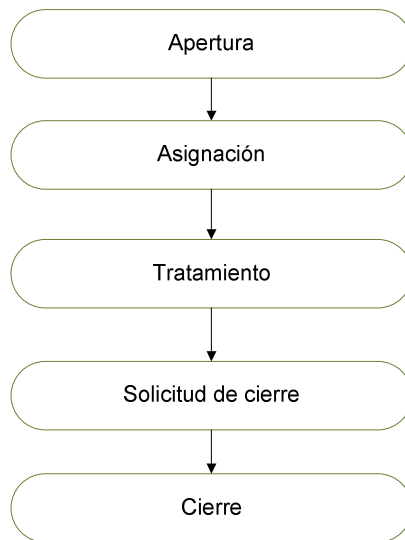 Apertura
Asignación
Tratamiento
Solicitud de cierre
Cierre